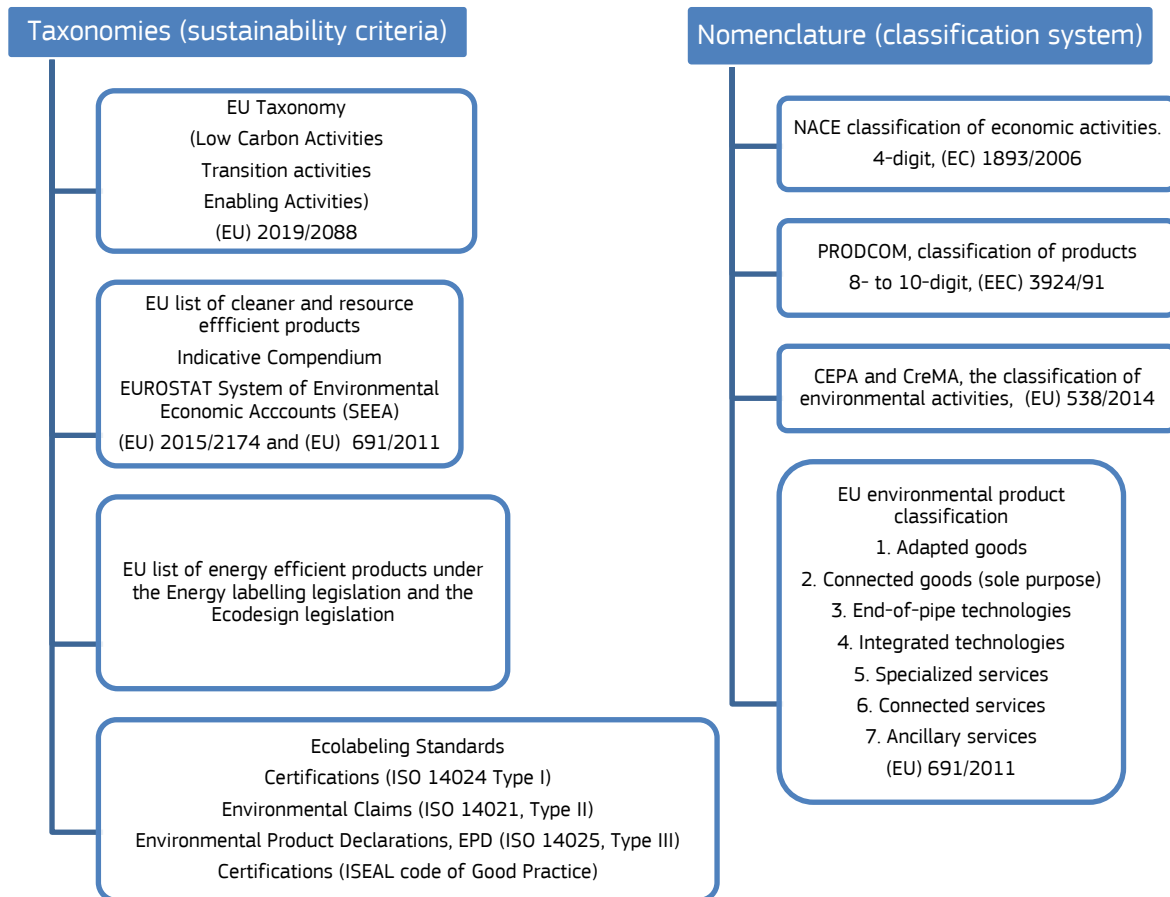 Taxonomies (sustainability criteria)
EU Taxonomy
(Low Carbon Activities
Transition activities
Enabling Activities)
(EU) 2019/2088
EU list of cleaner and resource
effficient products
Indicative Compendium
EUROSTAT System of Environmental
Economic Acccounts (SEEA)
(EU) 2015/2174 and (EU) 691/2011
EU list of energy efficient products under
the Energy labelling legislation and the
Ecodesign legislation
Ecolabeling Standards
Certifications (ISO 14024 Type I)
Environmental Claims (ISO 14021, Type II)
Environmental Product Declarations, EPD (ISO 14025, Type III)
Certifications (ISEAL code of Good Practice)
Nomenclature (classification system)
NACE classification of economic activities.
4-digit, (EC) 1893/2006
PRODCOM, classification of products
8- to 10-digit, (EEC) 3924/91
CEPA and CreMA, the classification of
environmental activities, (EU) 538/2014
EU environmental product
classification
1. Adapted goods
2. Connected goods (sole purpose)
3. End-of-pipe technologies
4. Integrated technologies
5. Specialized services
6. Connected services
7. Ancillary services
(EU) 691/2011